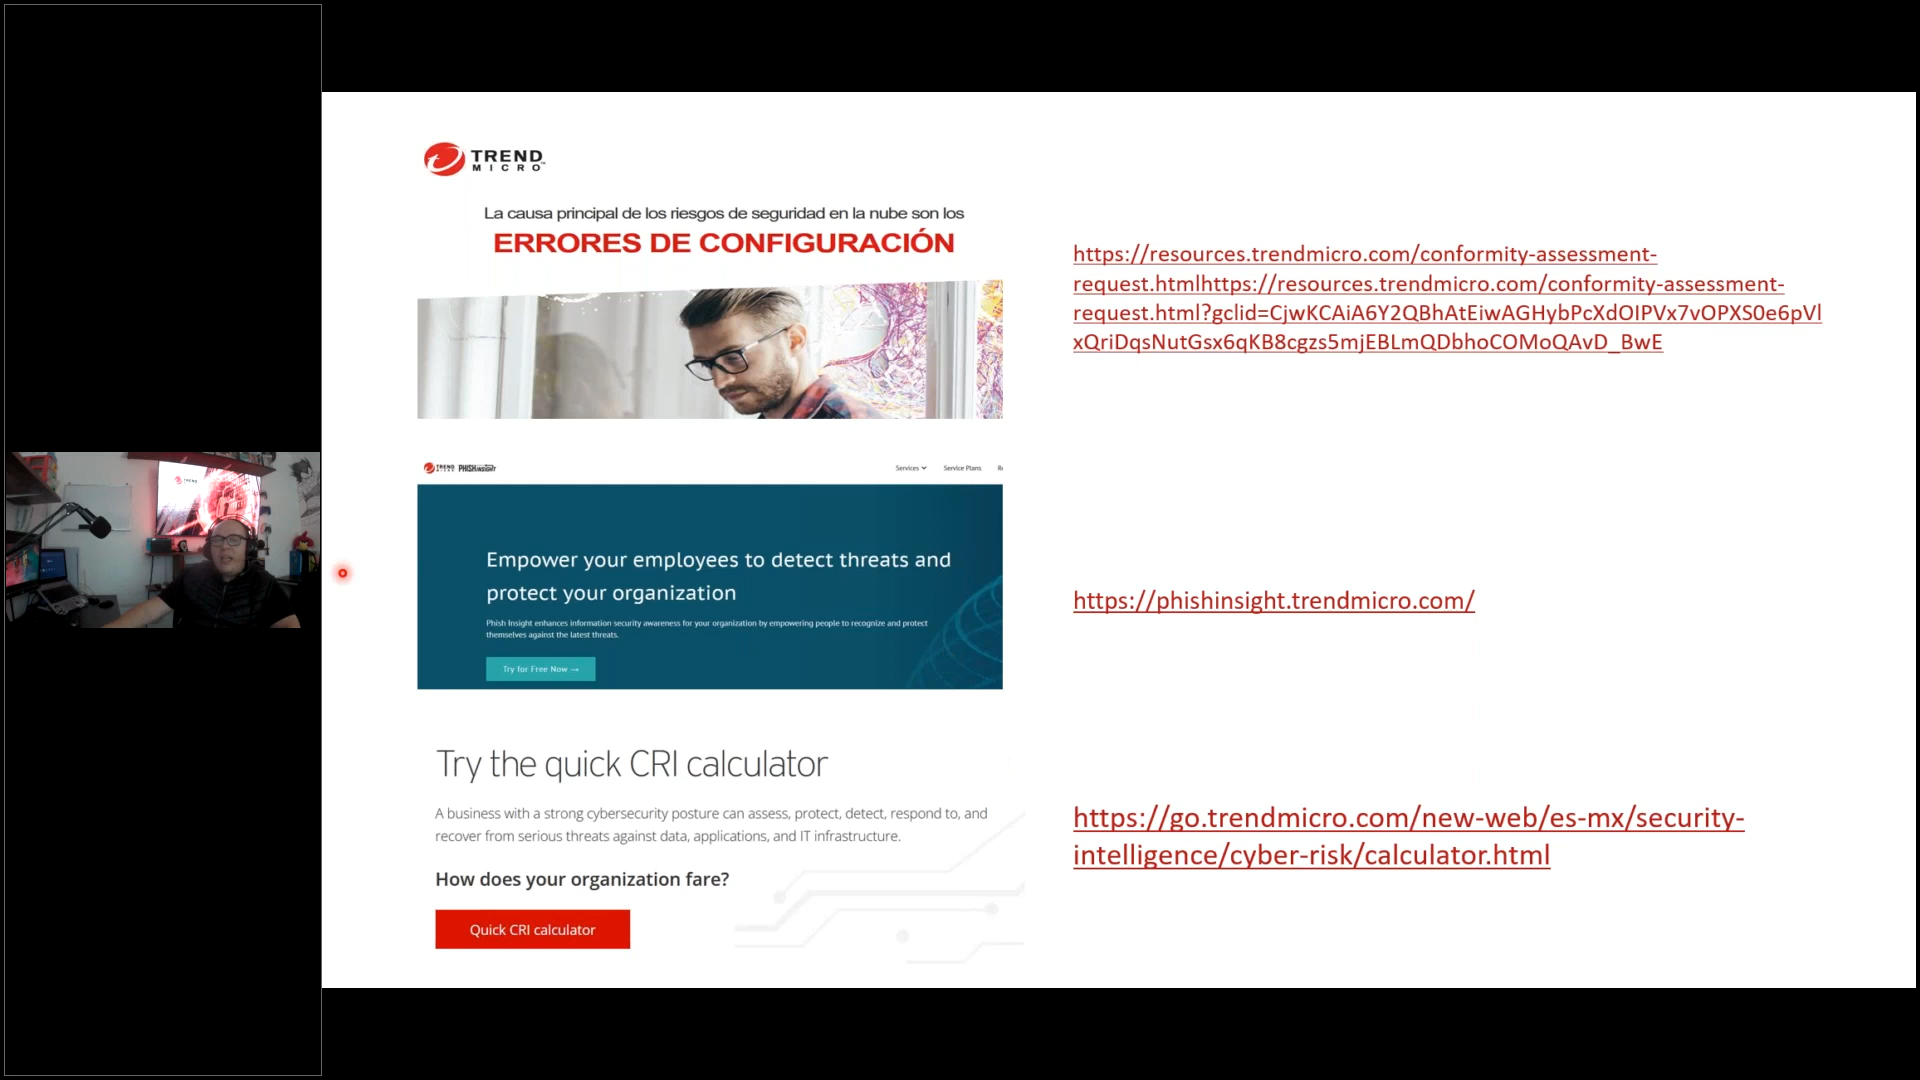 TREND
MICRO
La causa principal de los riesgos de seguridad en la nube son los
ERRORES DE CONFIGURACIÓN
https://resources.trendmicro.com/conformity-assessment-
request.htmlhttps://resources.trendmicro.com/conformity-assessment-
request.html?gclid=CjwKCAiA6Y2QBhAtEiwAGHybPcXdOIPVx7vOPXS0e6pVl
xQriDqsNutGsx6qKB8cgzs5mjEBLmQDbhoCOMoQAvD_BwE
TREND MICRO PHISHINSIGHT
Services Service Plans
Empower your employees to detect threats and
protect your organization
Phish Insight enhances information security awareness for your organization by empowering people to recognize and protect
themselves against the latest threats.
Try for Free Now →
https://phishinsight.trendmicro.com/
Try the quick CRI calculator
A business with a strong cybersecurity posture can assess, protect, detect, respond to, and
recover from serious threats against data, applications, and IT infrastructure.
How does your organization fare?
Quick CRI calculator
https://go.trendmicro.com/new-web/es-mx/security-
intelligence/cyber-risk/calculator.html